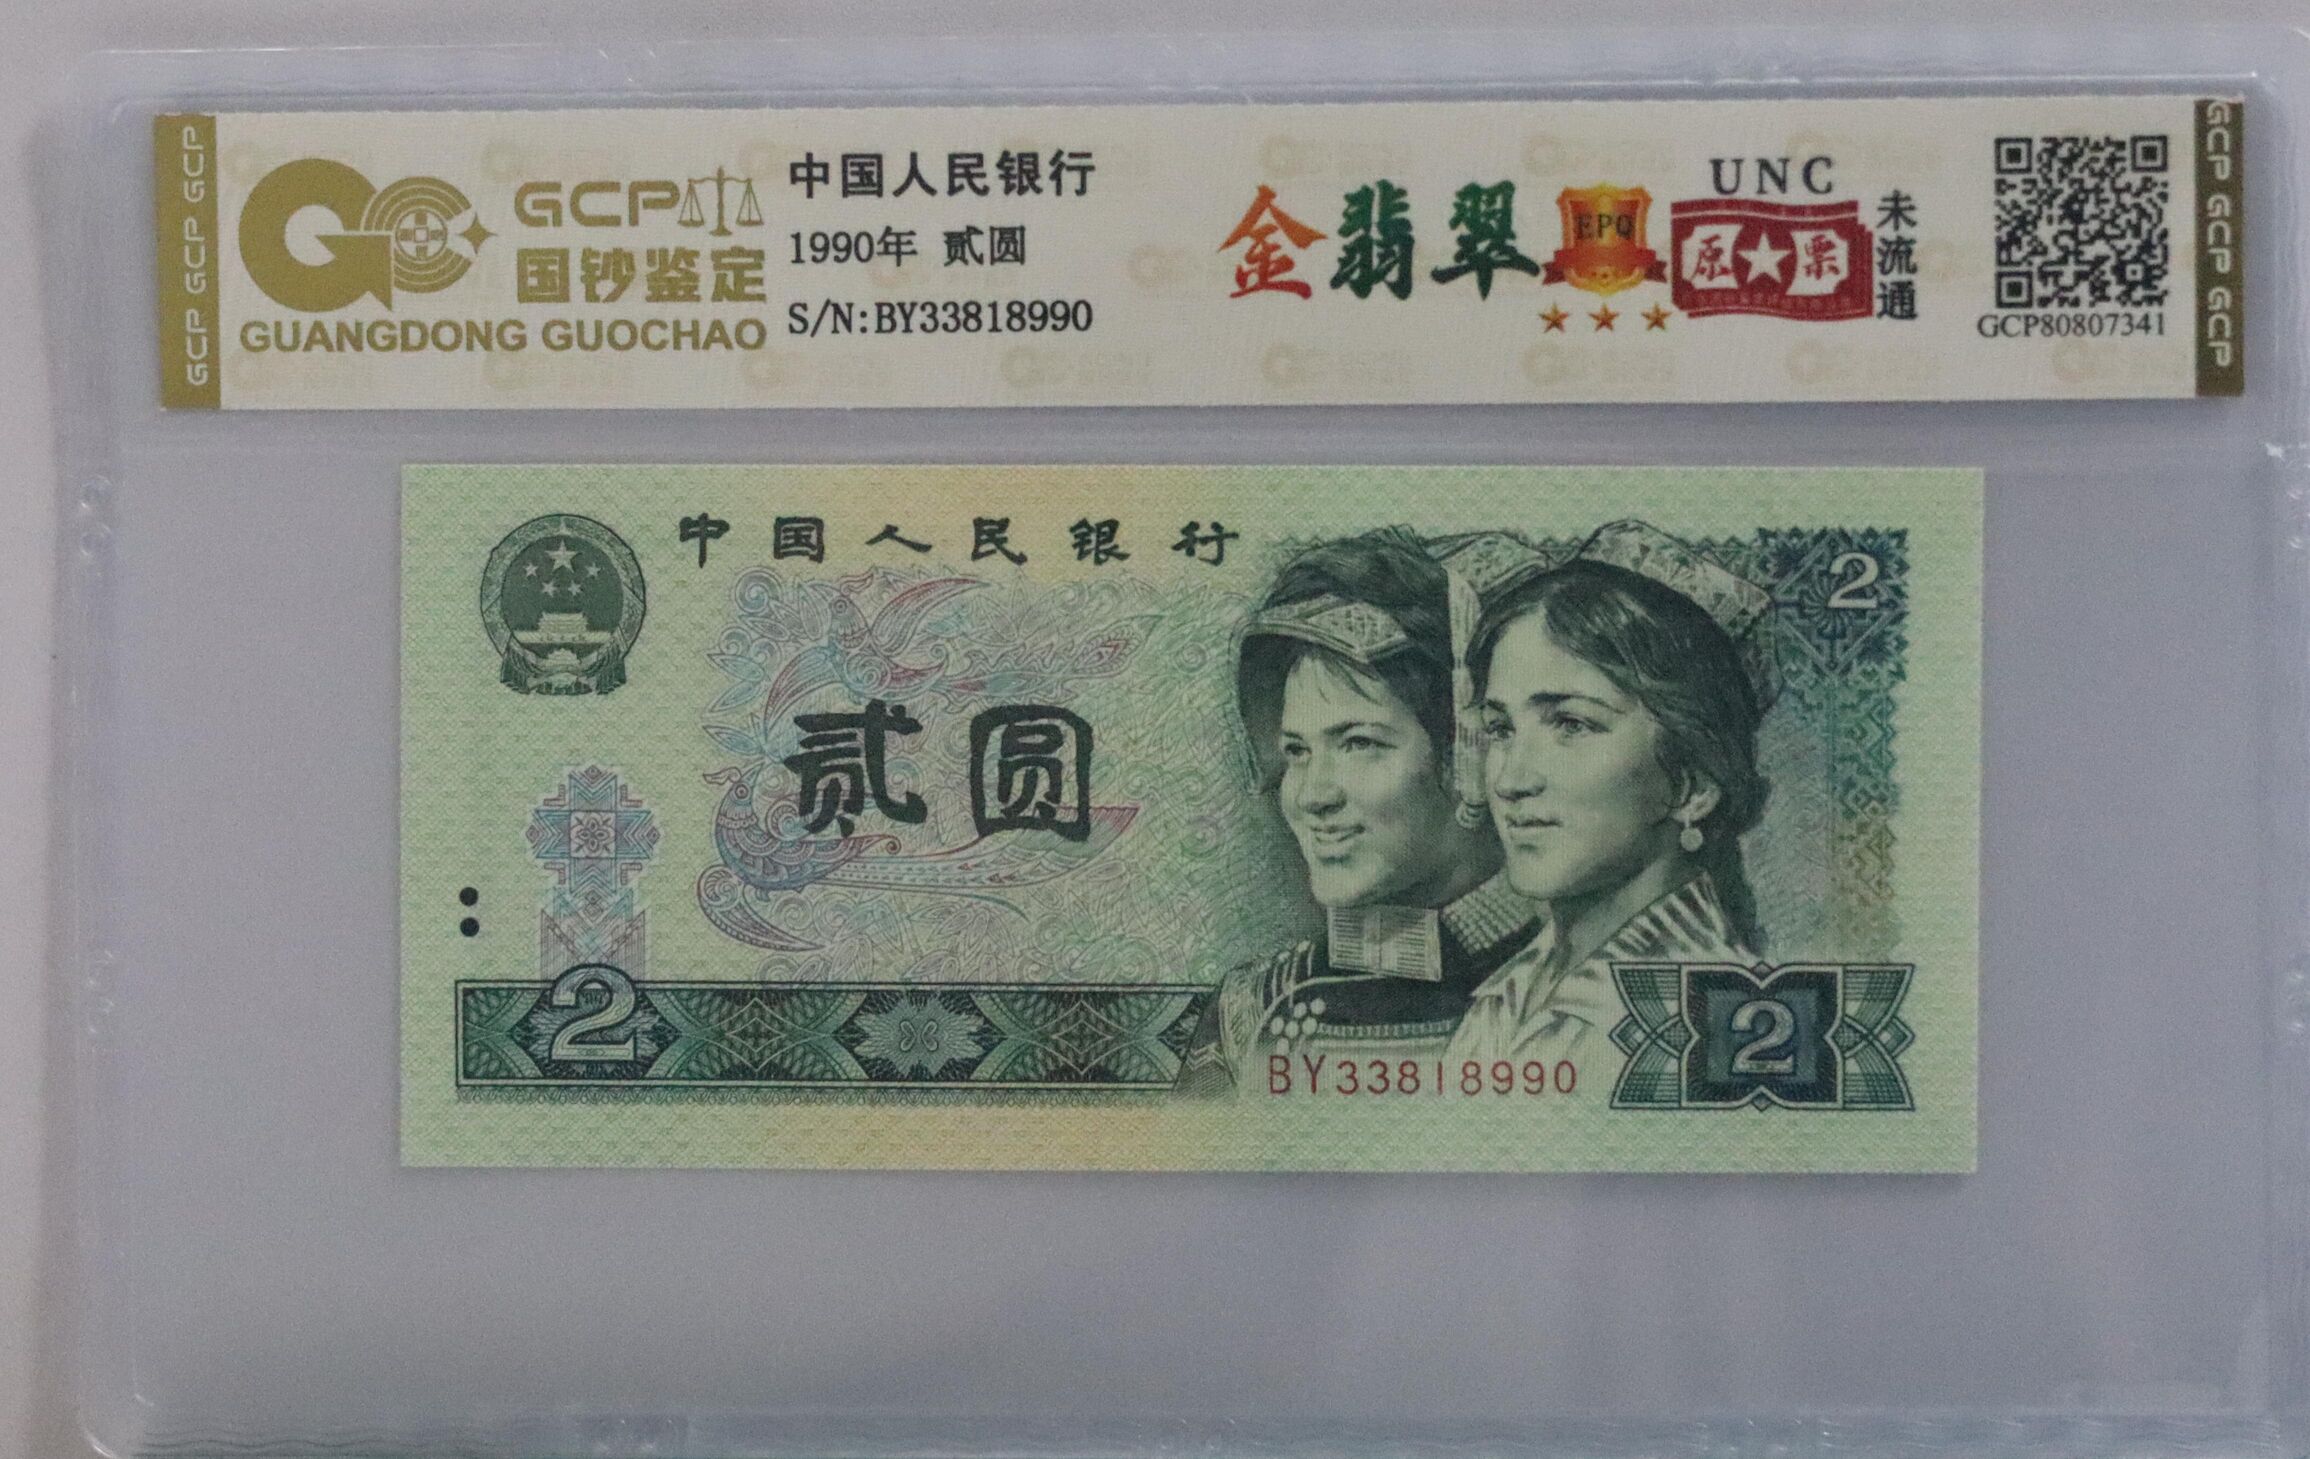 GCP GCP GCP
GCP
国钞鉴定
GUANGDONG GUOCHAO
中国人民银行
1990年 贰圆
S/N:BY33818990
金翡翠
EPQ
UNC
原★票
未流通
GCP80807341
GCP GCP GCP
中国人民银行
2
贰圆
2
BY33818990
2